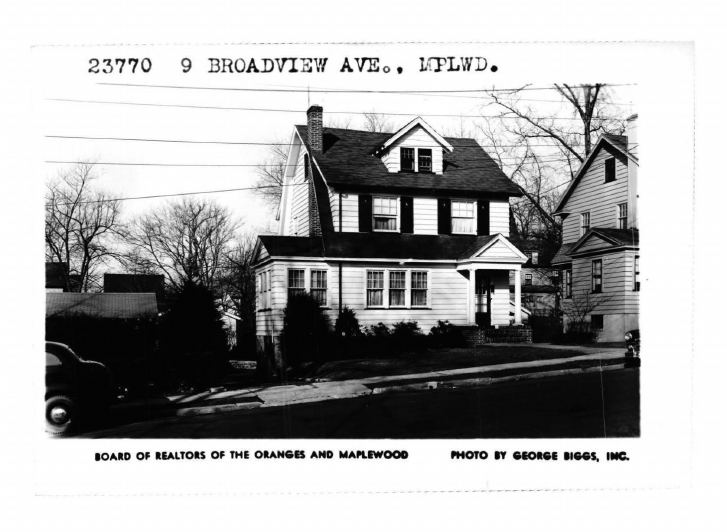 23770 9 BROADVIEW AVE., MPLWD.
BOARD OF REALTORS OF THE ORANGES AND MAPLEWOOD PHOTO BY GEORGE BIGGS, INC.